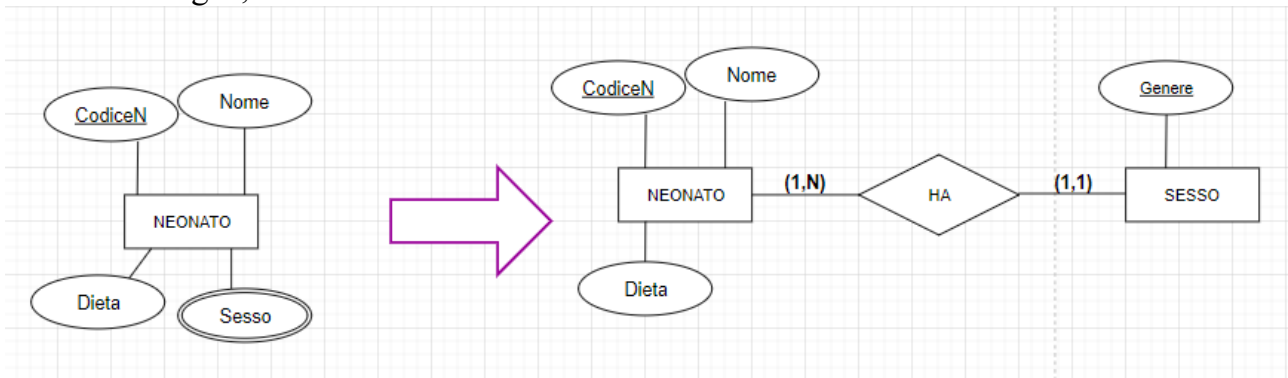 CodiceN
Nome
NEONATO
Dieta
Sesso
CodiceN
Nome
NEONATO
(1,N)
HA
(1,1)
SESSO
Genere
Dieta